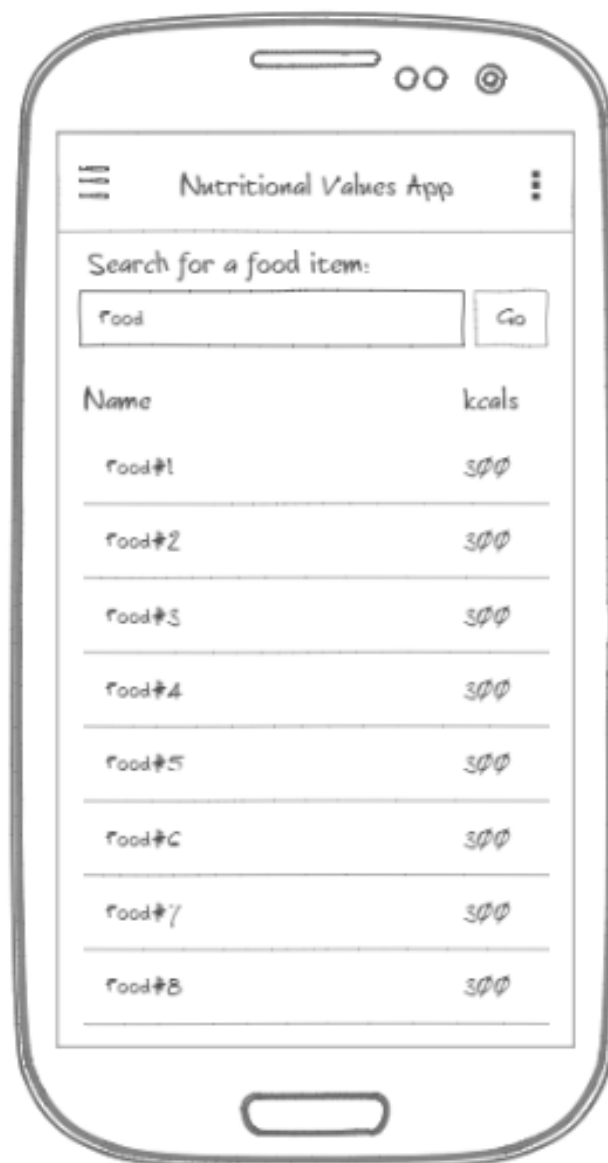 Nutritional Values App
Search for a food item:
Food Go
Name kcals
Food#1 300
Food#2 300
Food#3 300
Food#4 300
Food#5 300
Food#6 300
Food#7 300
Food#8 300